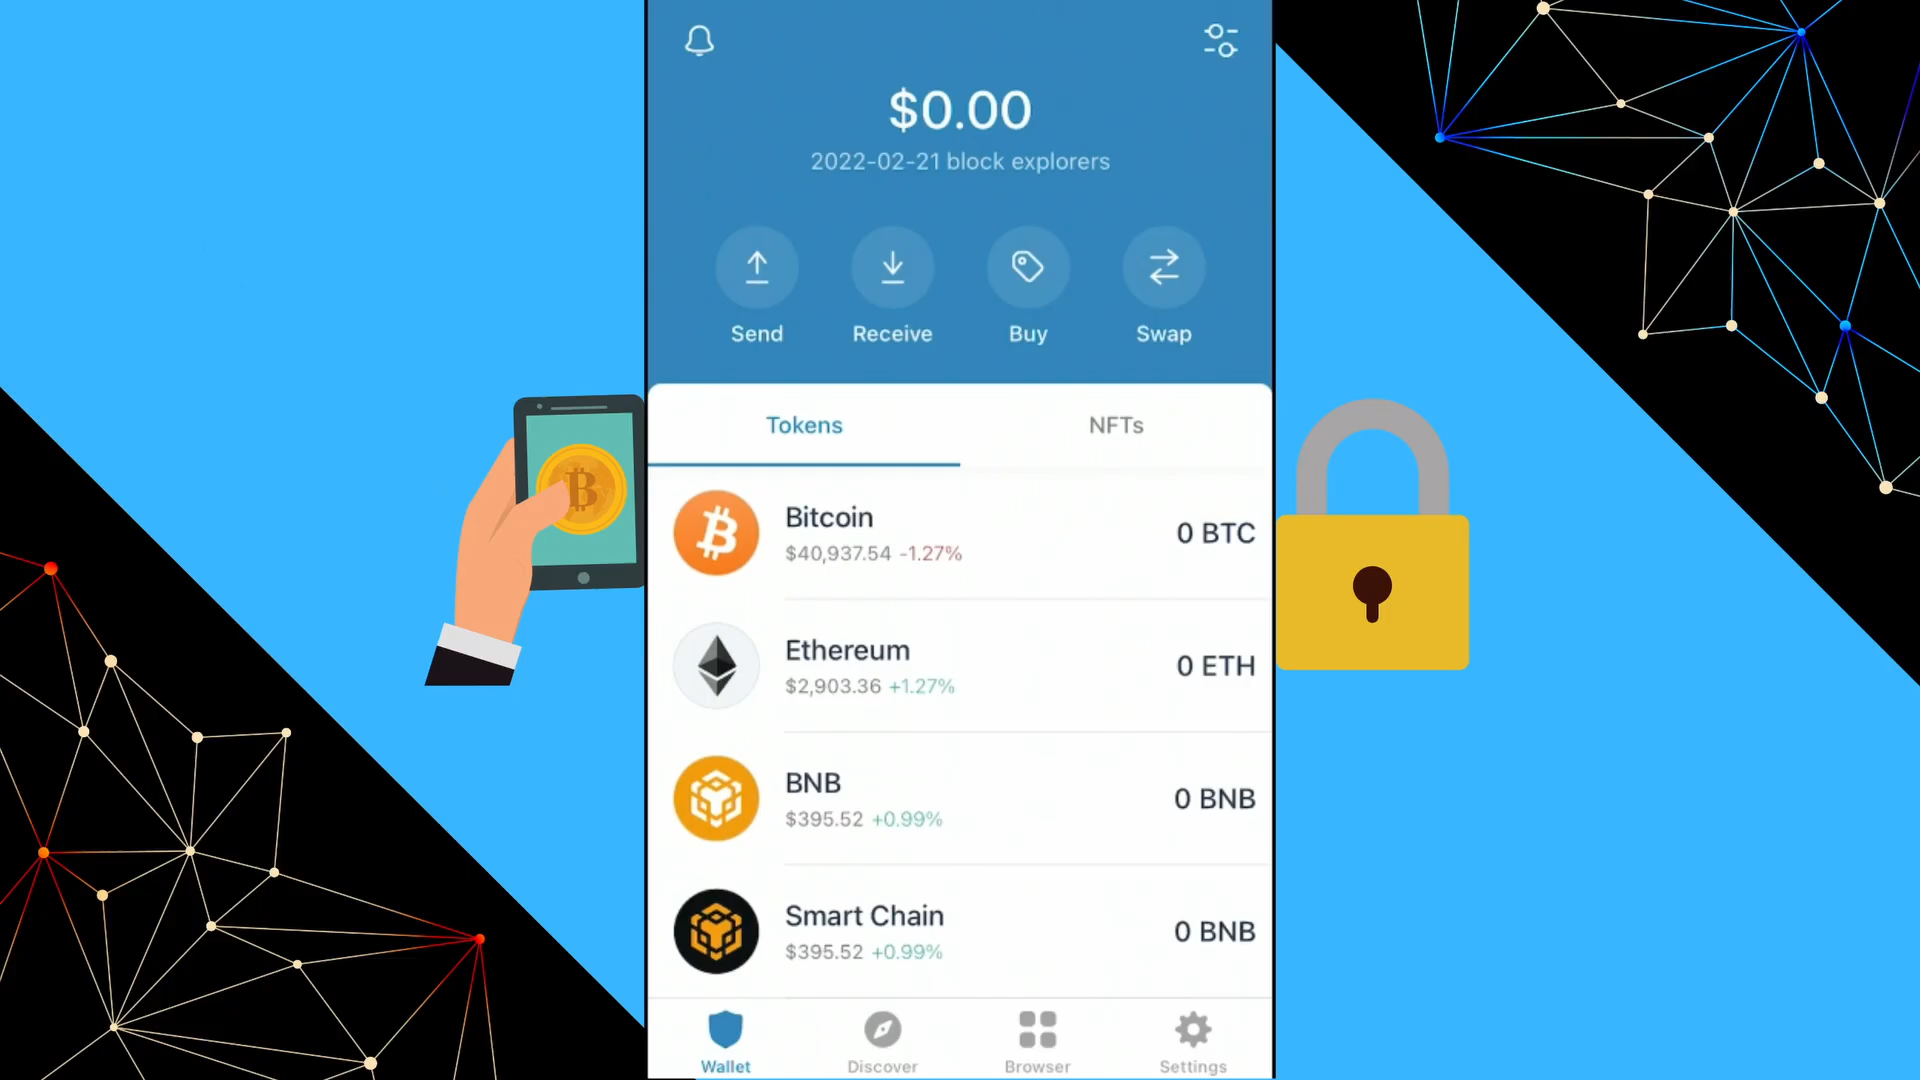 $0.00
2022-02-21 block explorers
Send Receive Buy Swap
Tokens NFTs
Bitcoin
$40,937.54 -1.27%
0 BTC
Ethereum
$2,903.36 +1.27%
0 ETH
BNB
$395.52 +0.99%
0 BNB
Smart Chain
$395.52 +0.99%
0 BNB
Wallet Discover Browser Settings